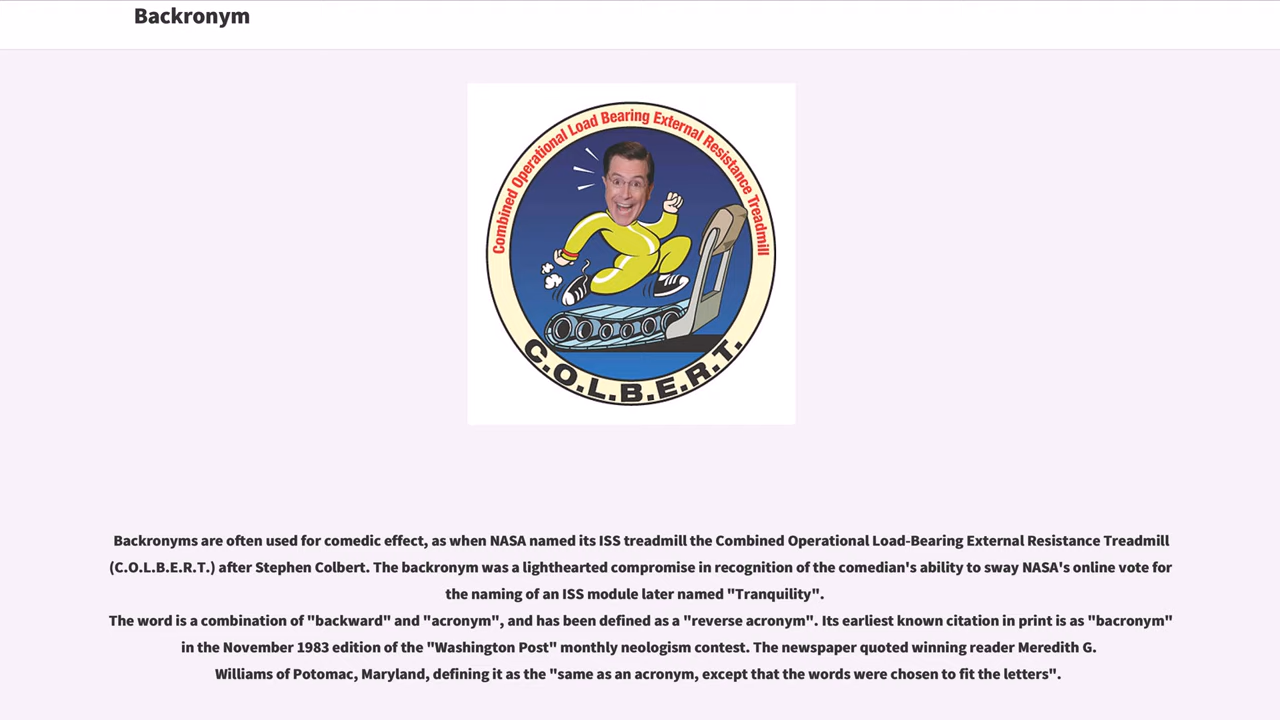 Backronym
Combined Operational Load Bearing External Resistance Treadmill
C.O.L.B.E.R.T.
Backronyms are often used for comedic effect, as when NASA named its ISS treadmill the Combined Operational Load-Bearing External Resistance Treadmill
(C.O.L.B.E.R.T.) after Stephen Colbert. The backronym was a lighthearted compromise in recognition of the comedian's ability to sway NASA's online vote for
the naming of an ISS module later named "Tranquility".
The word is a combination of "backward" and "acronym", and has been defined as a "reverse acronym". Its earliest known citation in print is as "bacronym"
in the November 1983 edition of the "Washington Post" monthly neologism contest. The newspaper quoted winning reader Meredith G.
Williams of Potomac, Maryland, defining it as the "same as an acronym, except that the words were chosen to fit the letters".